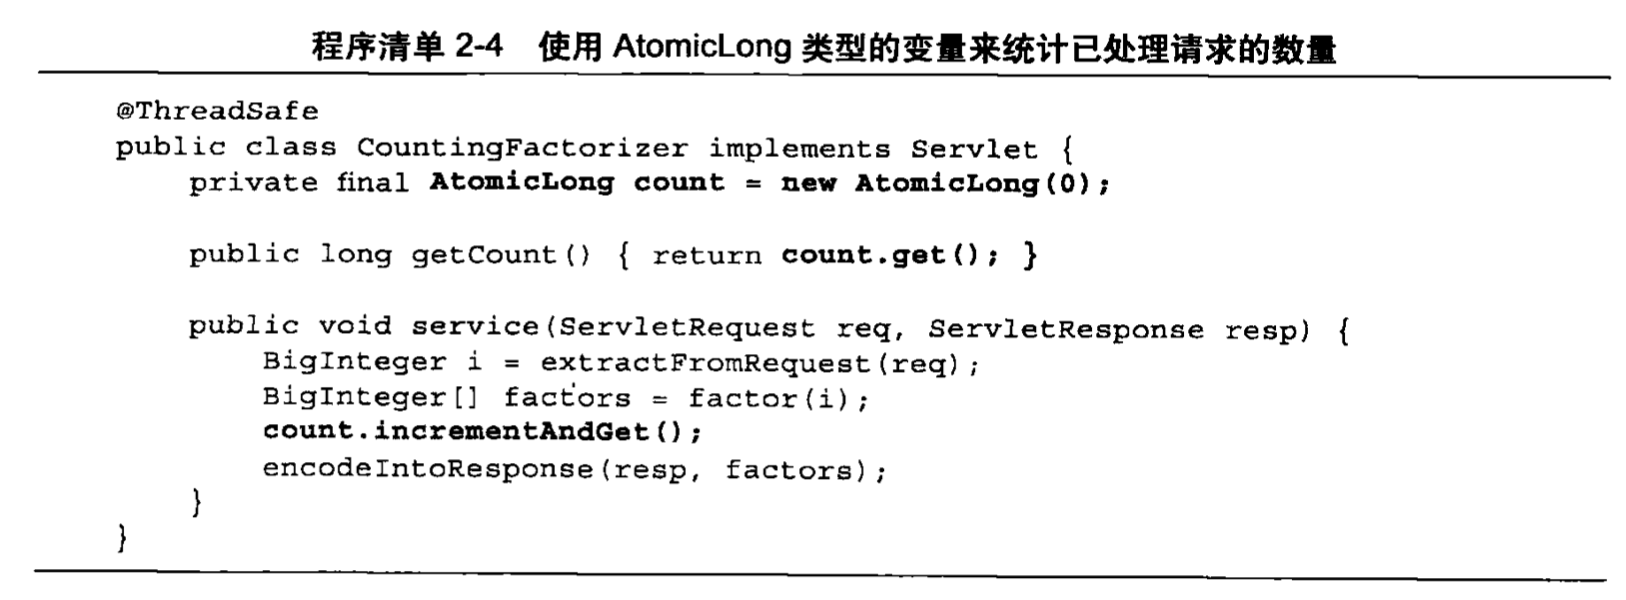 程序清单 2-4 使用 AtomicLong 类型的变量来统计已处理请求的数量
@ThreadSafe
public class CountingFactorizer implements Servlet {
    private final AtomicLong count = new AtomicLong(0);
    public long getCount() { return count.get(); }
    public void service(ServletRequest req, ServletResponse resp) {
        BigInteger i = extractFromRequest(req);
        BigInteger[] factors = factor(i);
        count.incrementAndGet();
        encodeIntoResponse(resp, factors);
    }
}